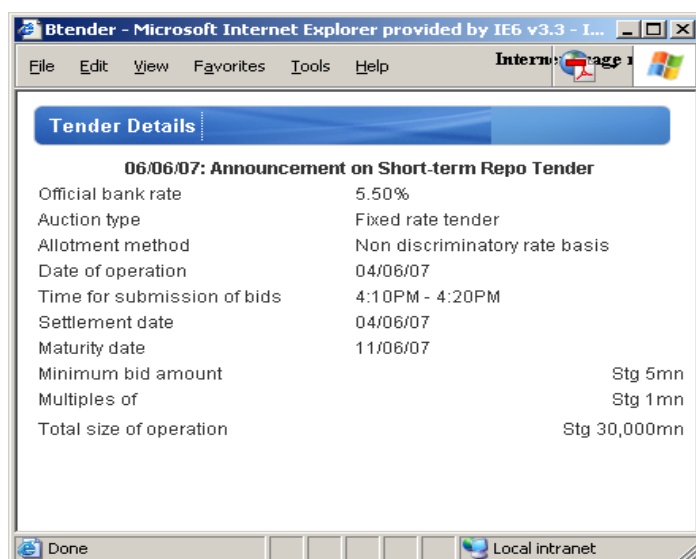 Btender - Microsoft Internet Explorer provided by IE6 v3.3 - I...
File Edit View Favorites Tools Help
Tender Details
06/06/07: Announcement on Short-term Repo Tender
Official bank rate 5.50%
Auction type Fixed rate tender
Allotment method Non discriminatory rate basis
Date of operation 04/06/07
Time for submission of bids 4:10PM - 4:20PM
Settlement date 04/06/07
Maturity date 11/06/07
Minimum bid amount Stg 5mn
Multiples of Stg 1mn
Total size of operation Stg 30,000mn
Done Local intranet